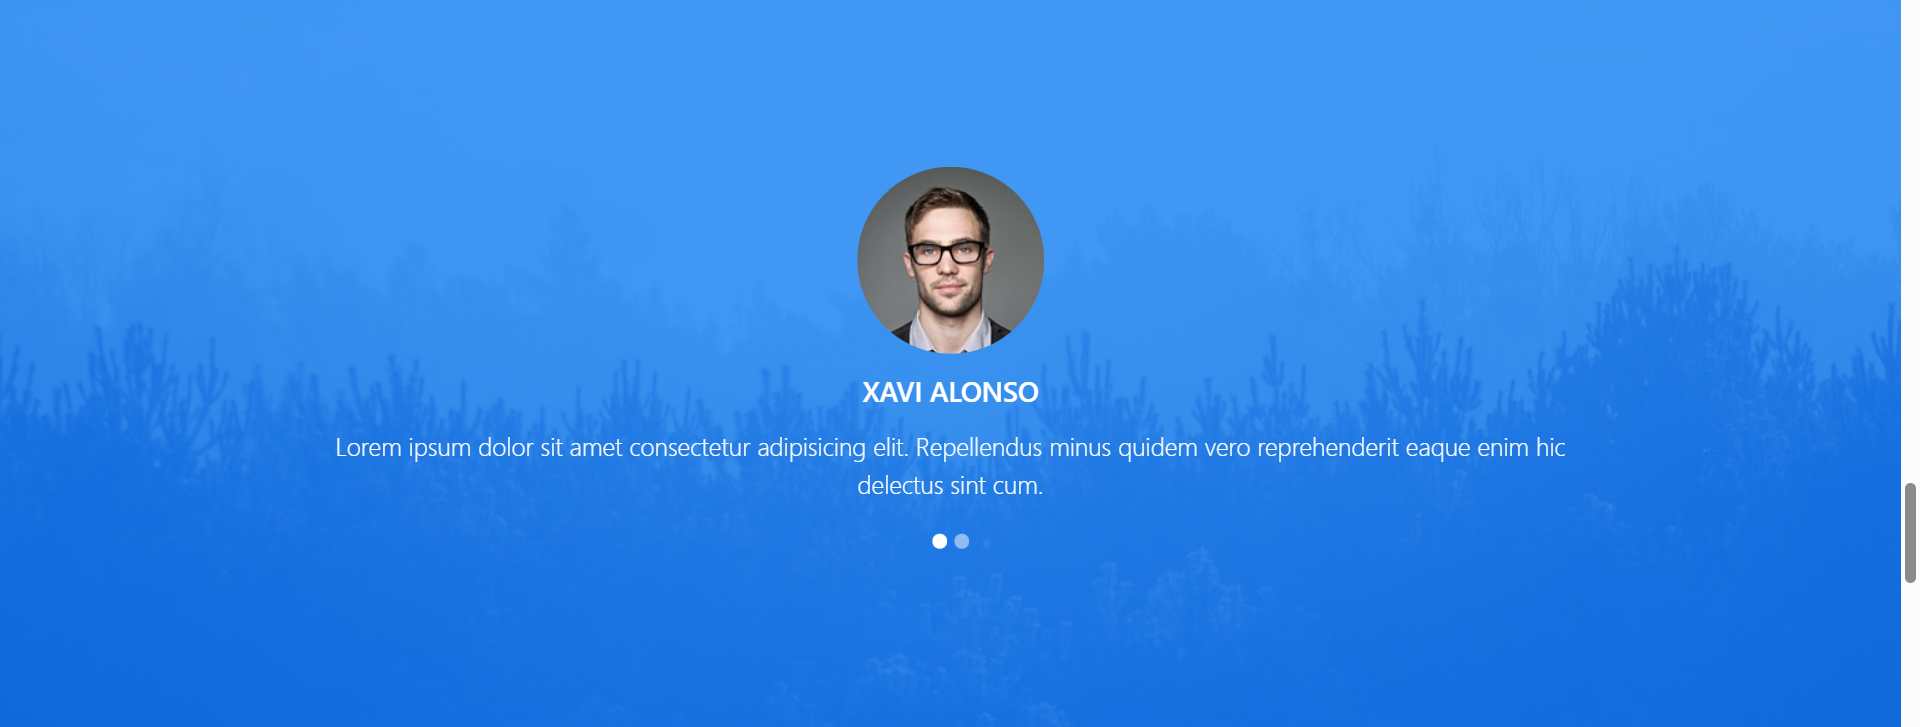 XAVI ALONSO
Lorem ipsum dolor sit amet consectetur adipisicing elit. Repellendus minus quidem vero reprehenderit eaque enim hic
delectus sint cum.